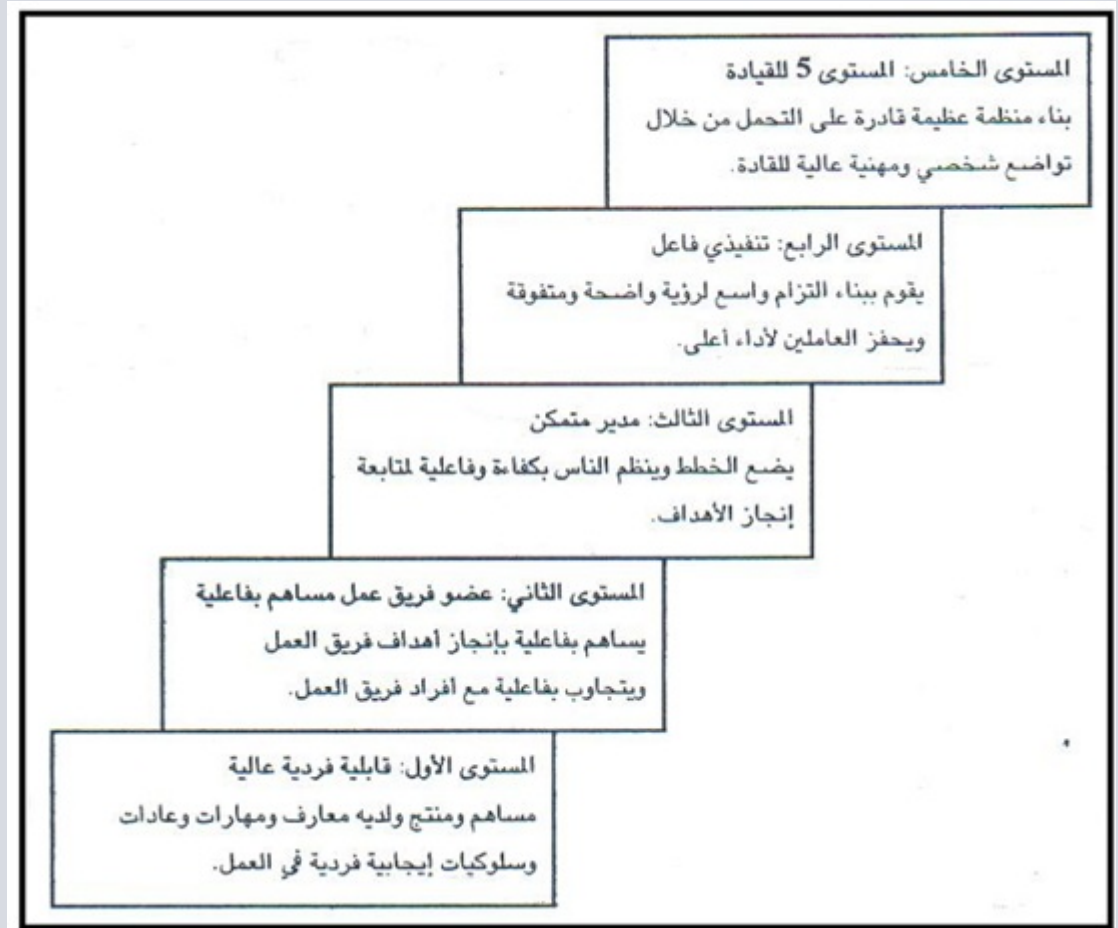 المستوى الخامس: المستوى 5 للقيادة
بناء منظمة عظيمة قادرة على التحمل من خلال
تواضع شخصي ومهنية عالية للقادة.
المستوى الرابع: تنفيذي فاعل
يقوم ببناء التزام واسع لرؤية واضحة ومتفوقة
ويحفز العاملين لأداء أعلى.
المستوى الثالث: مدير متمكن
يضع الخطط وينظم الناس بكفاءة وفاعلية لمتابعة
إنجاز الأهداف.
المستوى الثاني: عضو فريق عمل مساهم بفاعلية
يساهم بفاعلية بإنجاز أهداف فريق العمل
ويتجاوب بفاعلية مع أفراد فريق العمل.
المستوى الأول: قابلية فردية عالية
مساهم ومنتج ولديه معارف ومهارات وعادات
وسلوكيات إيجابية فردية في العمل.